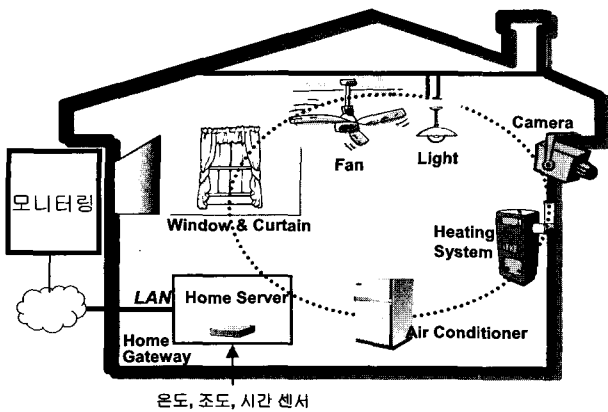 Camera
Fan
Light
모니터링
Window & Curtain
Heating
System
LAN
Home Server
Air Conditioner
Home
Gateway
온도, 조도, 시간 센서